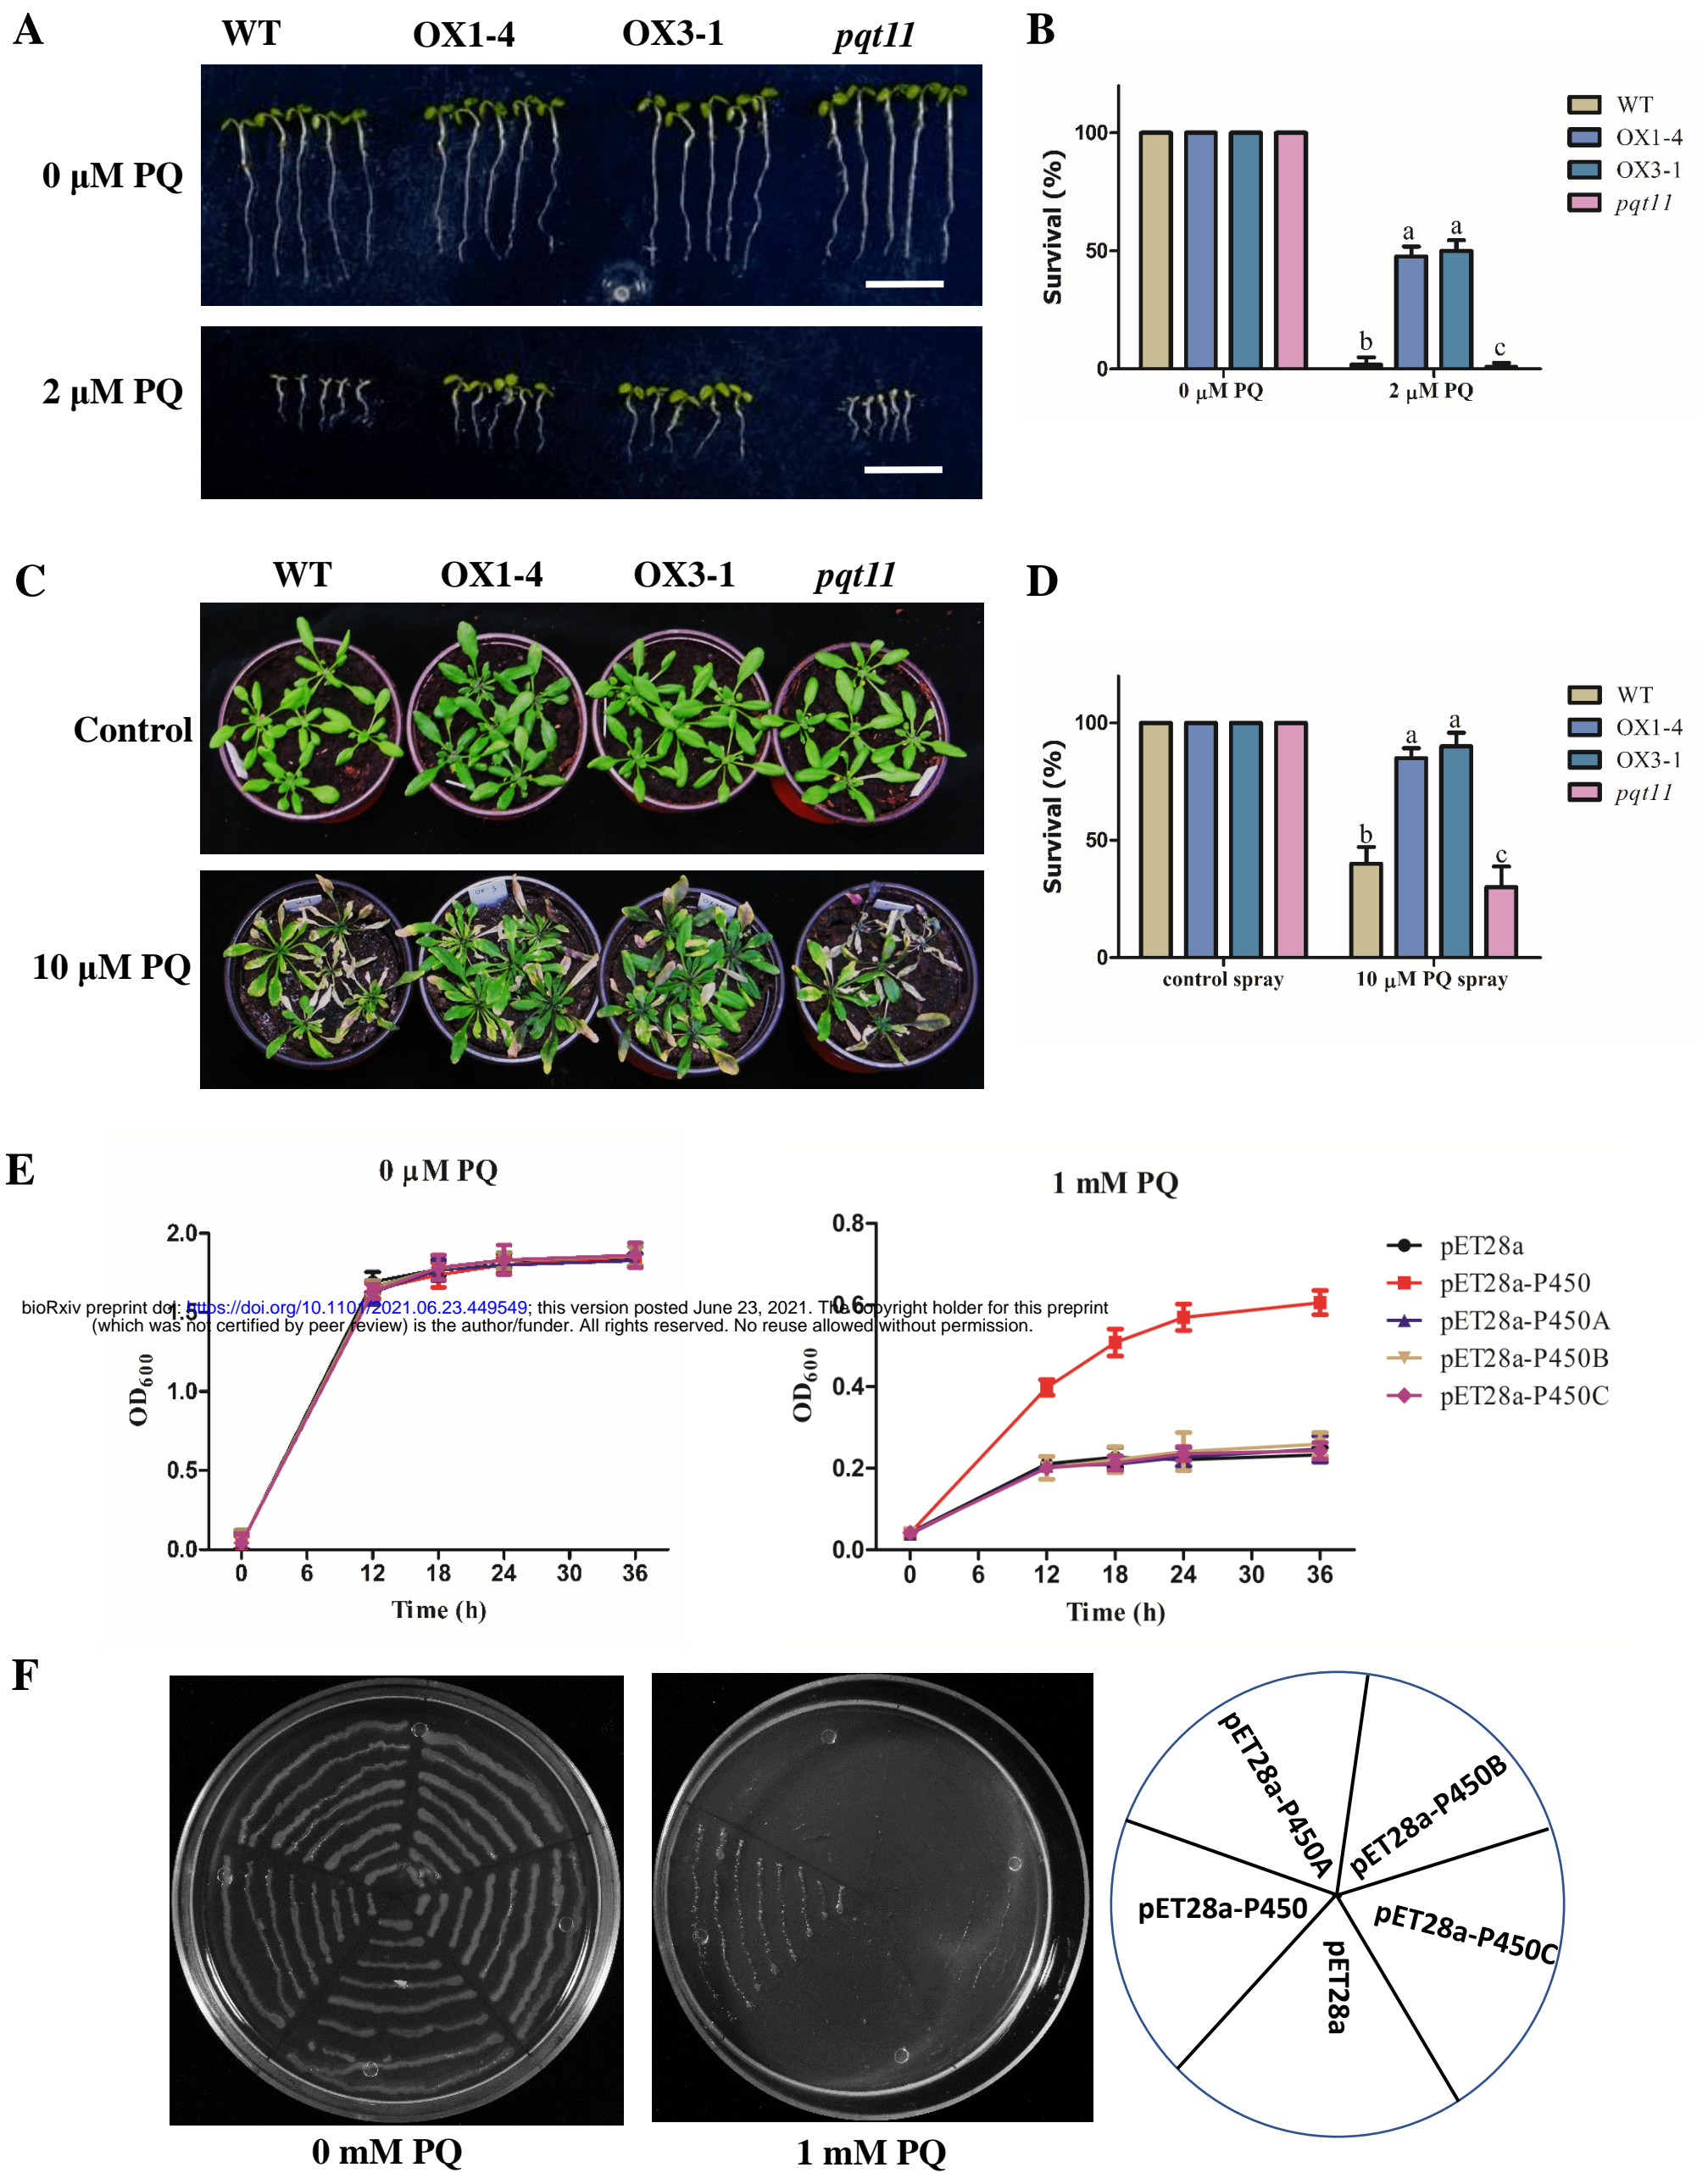 A
WT OX1-4 OX3-1 pqt11
0 μM PQ
2 μM PQ
B
Survival (%)
100
50
0
a a
b c
0 μM PQ 2 μM PQ
WT
OX1-4
OX3-1
pqt11
C
WT OX1-4 OX3-1 pqt11
Control
10 μM PQ
D
Survival (%)
100
50
0
a a
b c
control spray 10 μM PQ spray
WT
OX1-4
OX3-1
pqt11
E
0 μM PQ
OD600
2.0
1.5
1.0
0.5
0.0
0 6 12 18 24 30 36
Time (h)
1 mM PQ
OD600
0.8
0.6
0.4
0.2
0.0
0 6 12 18 24 30 36
Time (h)
pET28a
pET28a-P450
pET28a-P450A
pET28a-P450B
pET28a-P450C
bioRxiv preprint doi: https://doi.org/10.1101/2021.06.23.449549; this version posted June 23, 2021. The copyright holder for this preprint
(which was not certified by peer review) is the author/funder. All rights reserved. No reuse allowed without permission.
F
0 mM PQ
1 mM PQ
pET28a-P450A
pET28a-P450B
pET28a-P450
pET28a-P450C
pET28a